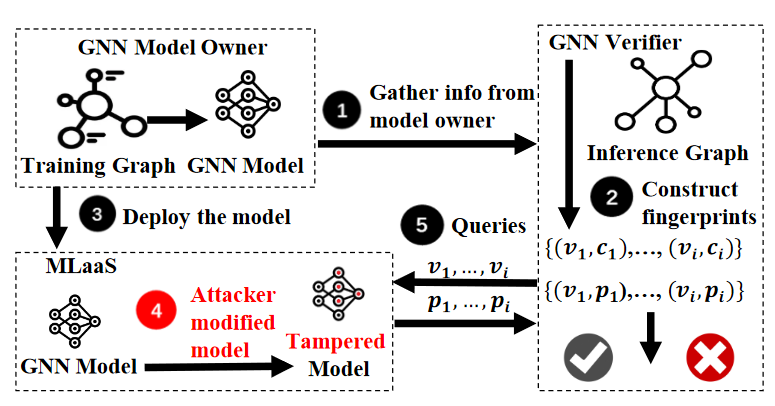 GNN Model Owner
Training Graph GNN Model
1
Gather info from
model owner
GNN Verifier
Inference Graph
2
Construct
fingerprints
{(v₁, c₁),..., (vᵢ, cᵢ)}
{(v₁, p₁),..., (vᵢ, pᵢ)}
3
Deploy the model
MLaaS
GNN Model
4
Attacker
modified
model
Tampered
Model
5
Queries
v₁, ..., vᵢ
p₁, ..., pᵢ